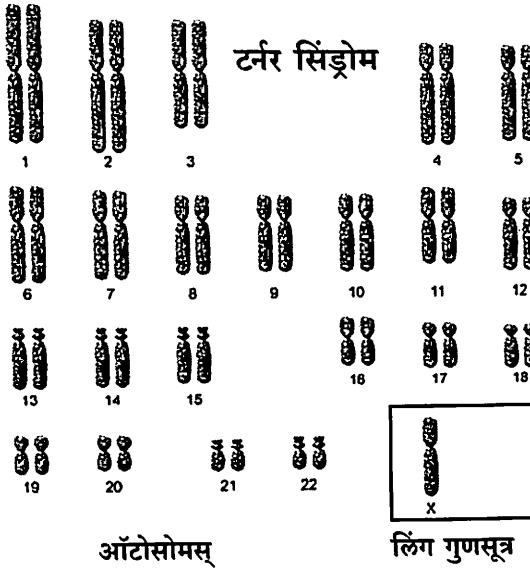 टर्नर सिंड्रोम
1 2 3 4 5
6 7 8 9 10 11 12
13 14 15 16 17 18
19 20 21 22 X
ऑटोसोमस् लिंग गुणसूत्र